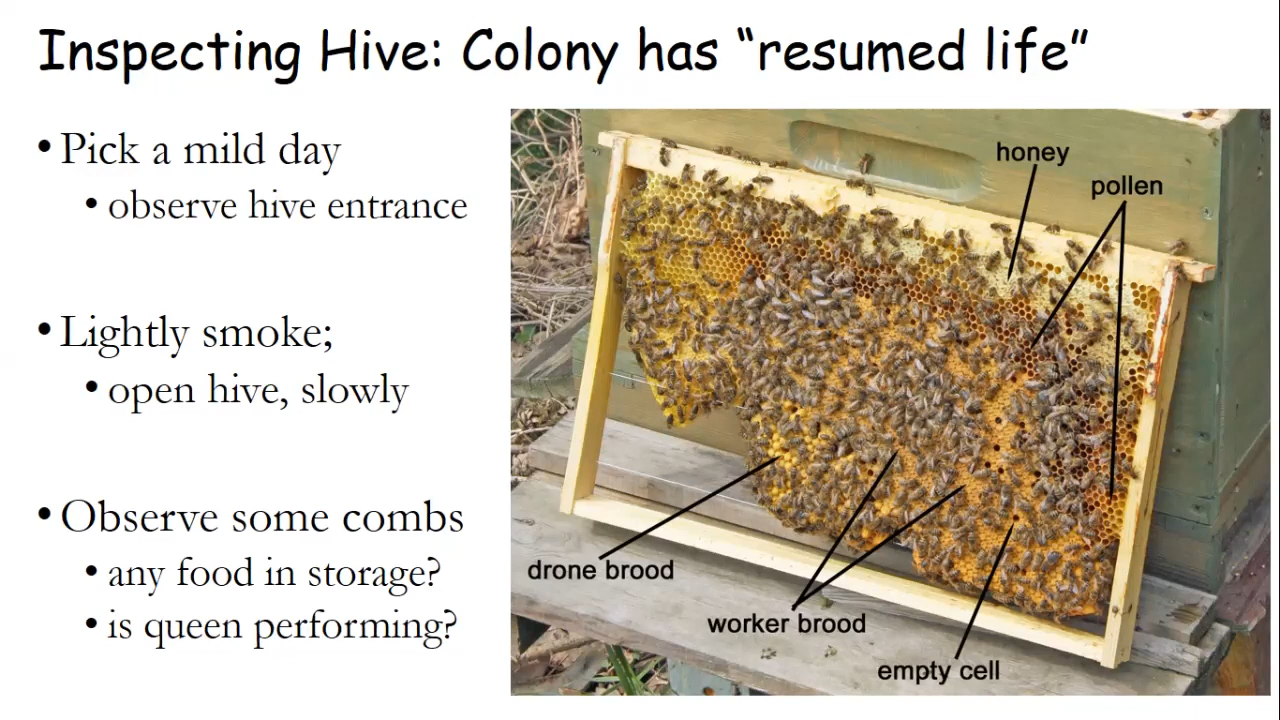 Inspecting Hive: Colony has “resumed life”
• Pick a mild day
• observe hive entrance
• Lightly smoke;
• open hive, slowly
• Observe some combs
• any food in storage?
• is queen performing?
honey
pollen
drone brood
worker brood
empty cell